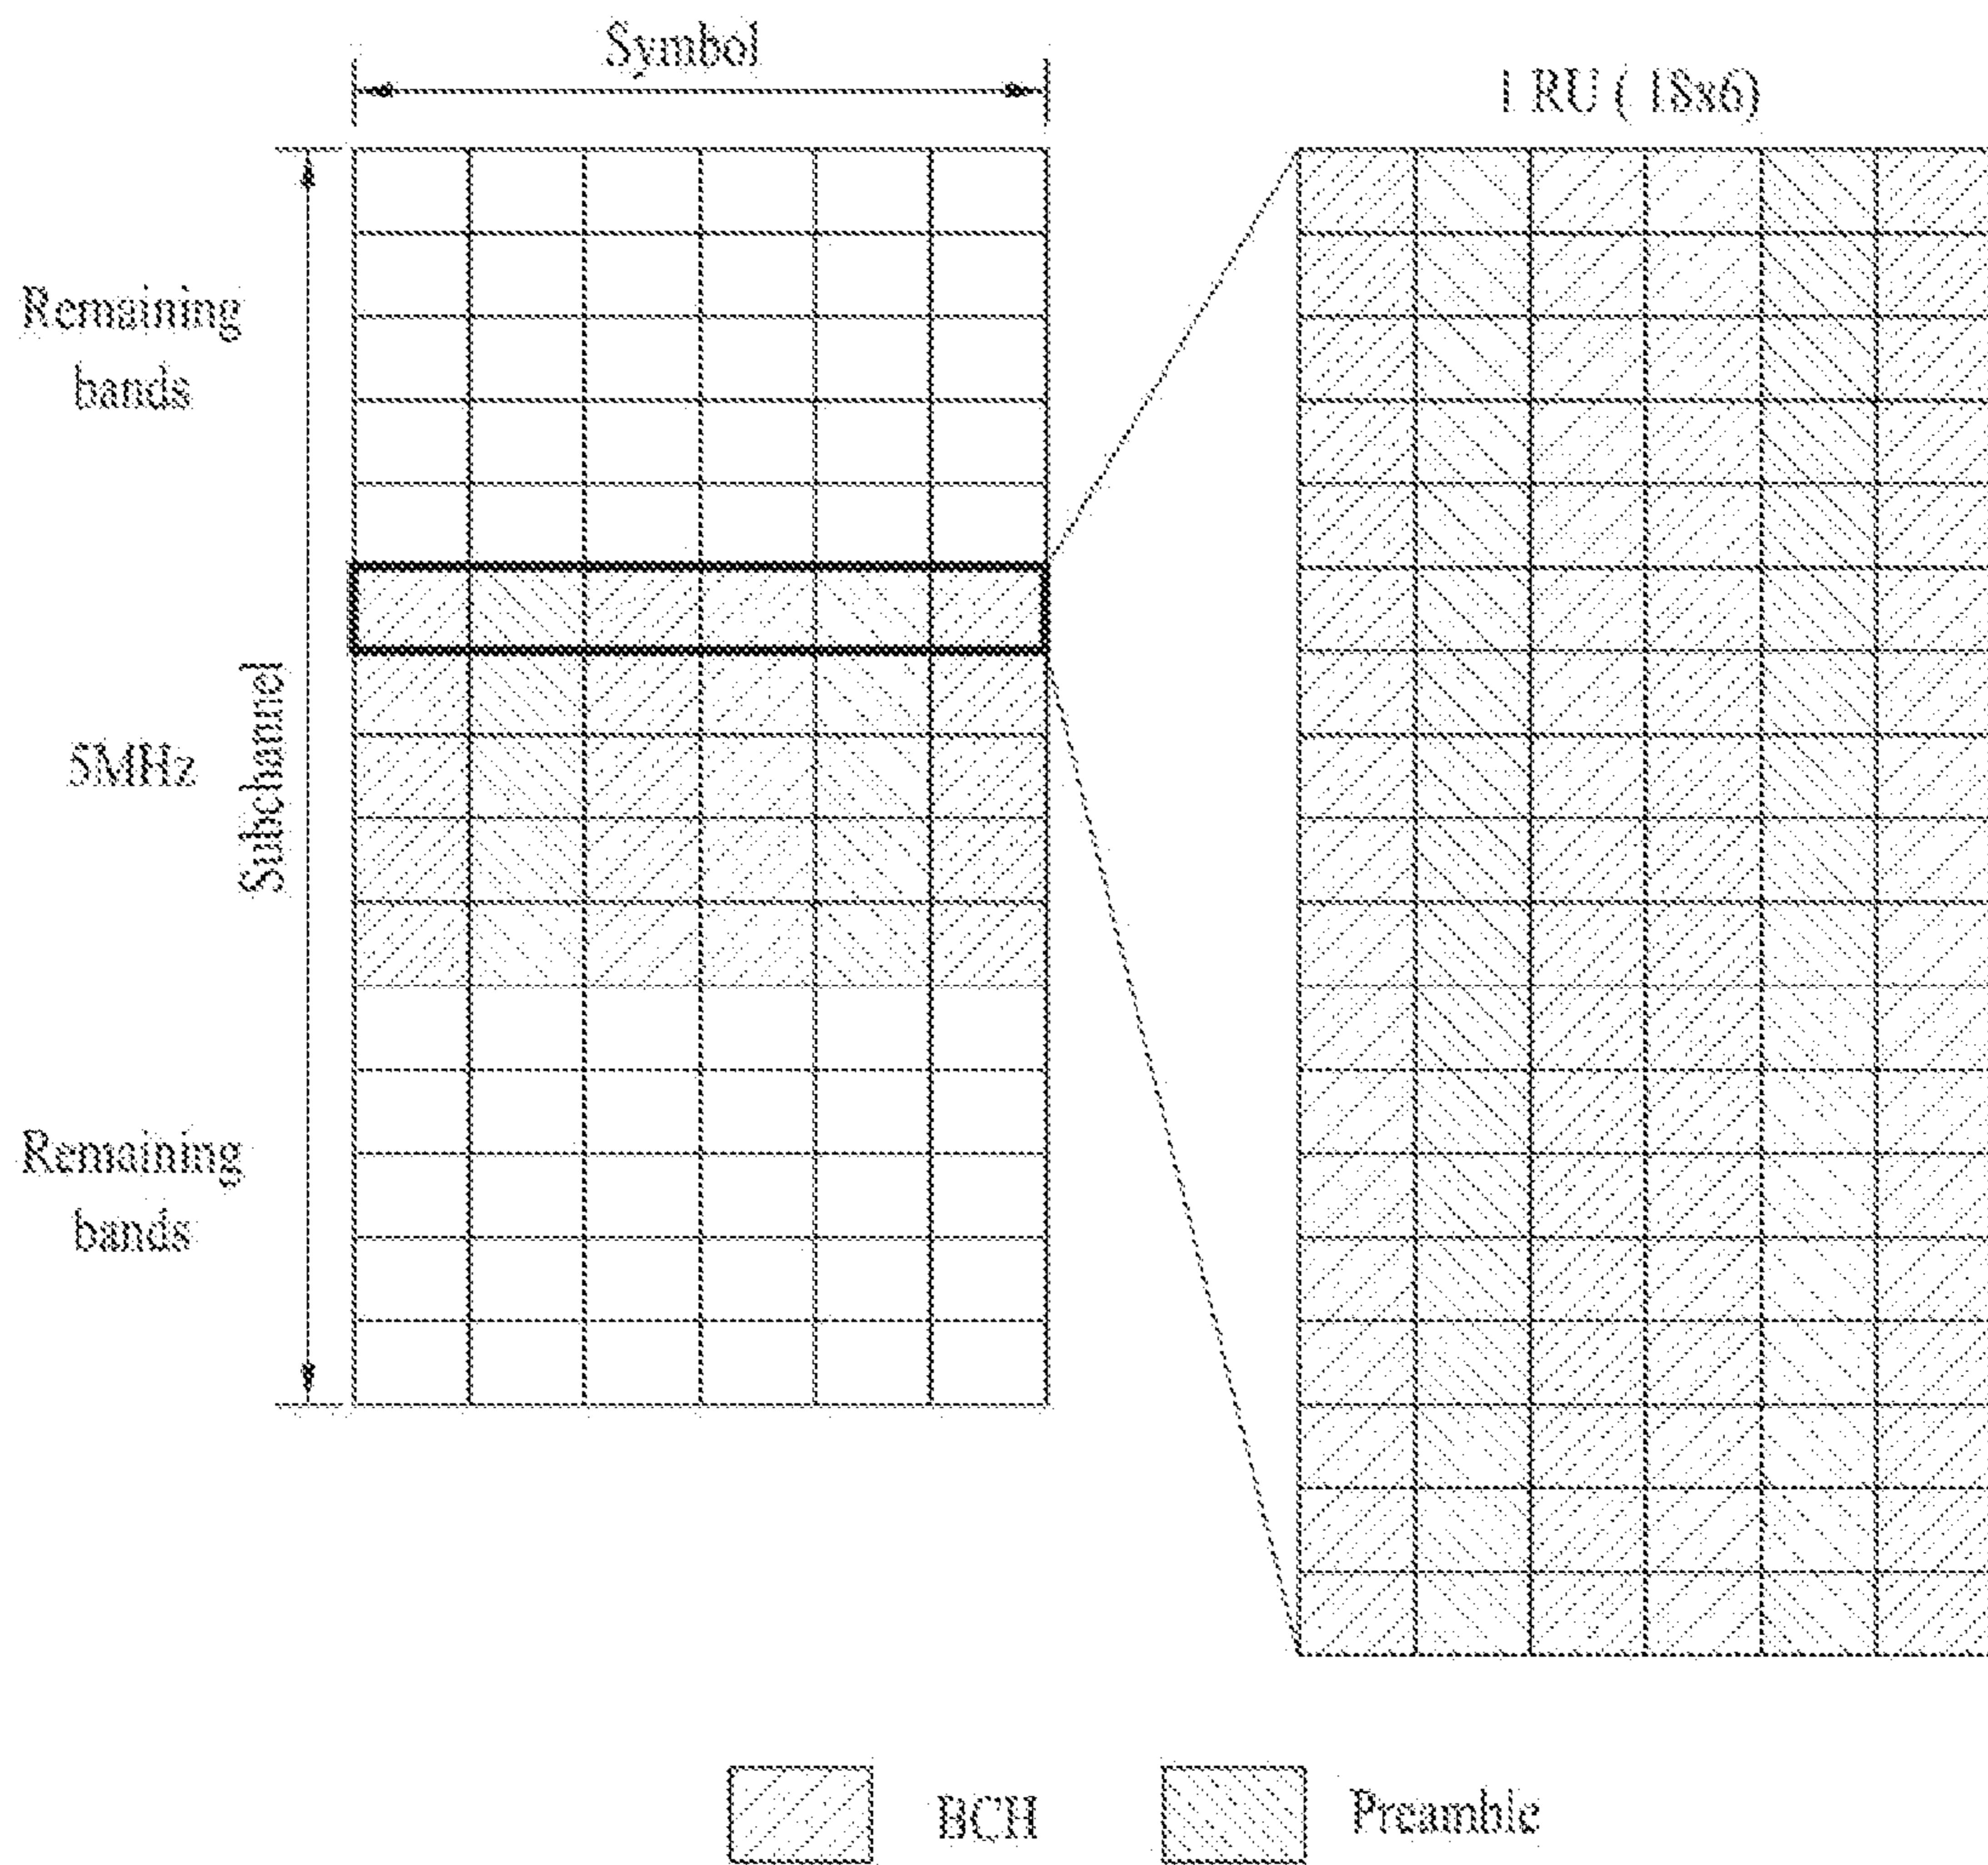 Symbol
1 RU ( 18x6)
Remaining
bands
Subchannel
5MHz
Remaining
bands
BCH
Preamble